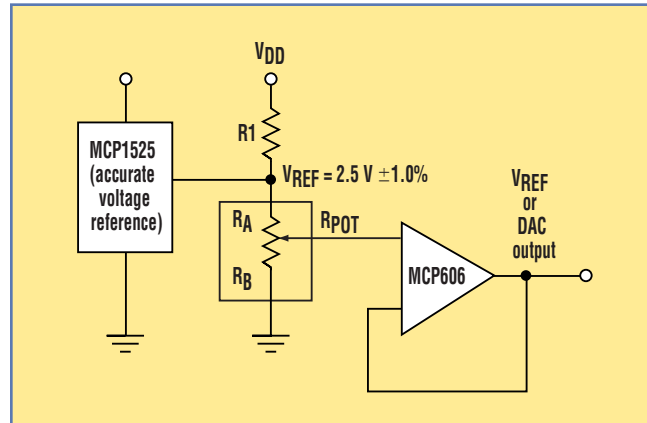 VDD
R1
MCP1525
(accurate
voltage
reference)
VREF = 2.5 V ±1.0%
RA
RPOT
RB
MCP606
VREF
or
DAC
output